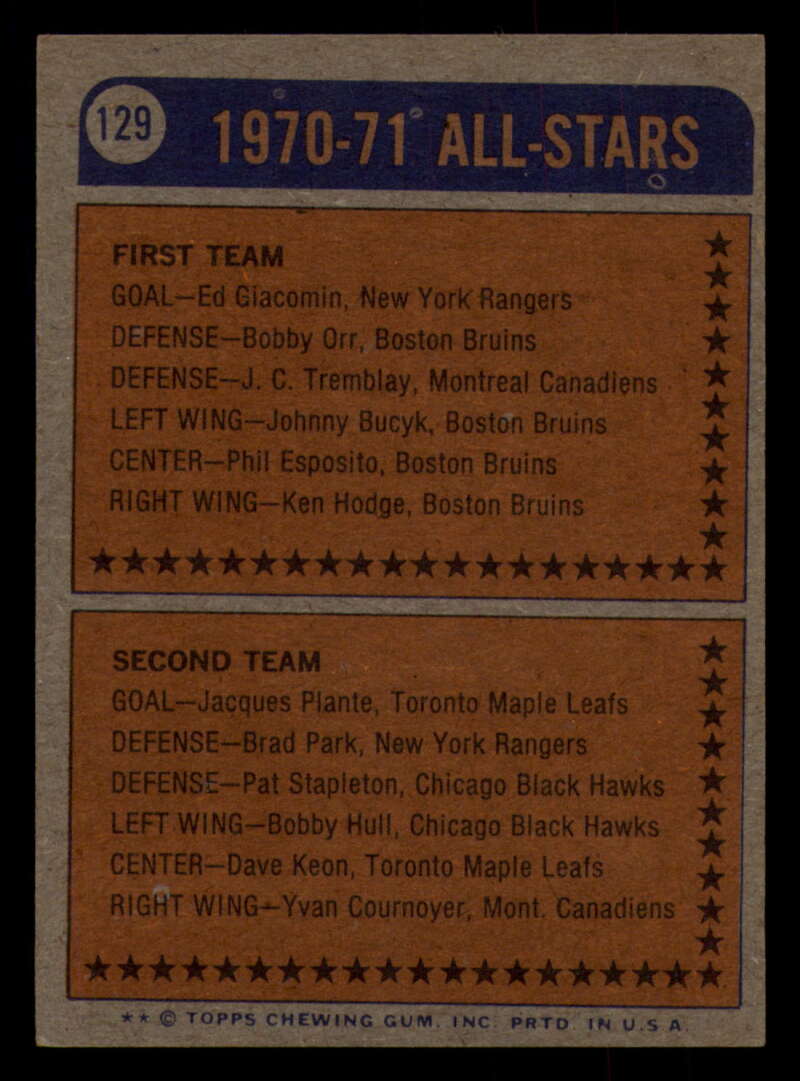 129
1970-71 ALL-STARS
FIRST TEAM
GOAL—Ed Giacomin, New York Rangers
DEFENSE—Bobby Orr, Boston Bruins
DEFENSE—J. C. Tremblay, Montreal Canadiens
LEFT WING—Johnny Bucyk, Boston Bruins
CENTER—Phil Esposito, Boston Bruins
RIGHT WING—Ken Hodge, Boston Bruins
SECOND TEAM
GOAL—Jacques Plante, Toronto Maple Leafs
DEFENSE—Brad Park, New York Rangers
DEFENSE—Pat Stapleton, Chicago Black Hawks
LEFT WING—Bobby Hull, Chicago Black Hawks
CENTER—Dave Keon, Toronto Maple Leafs
RIGHT WING—Yvan Cournoyer, Mont. Canadiens
** © TOPPS CHEWING GUM, INC. PRTD. IN U.S.A.